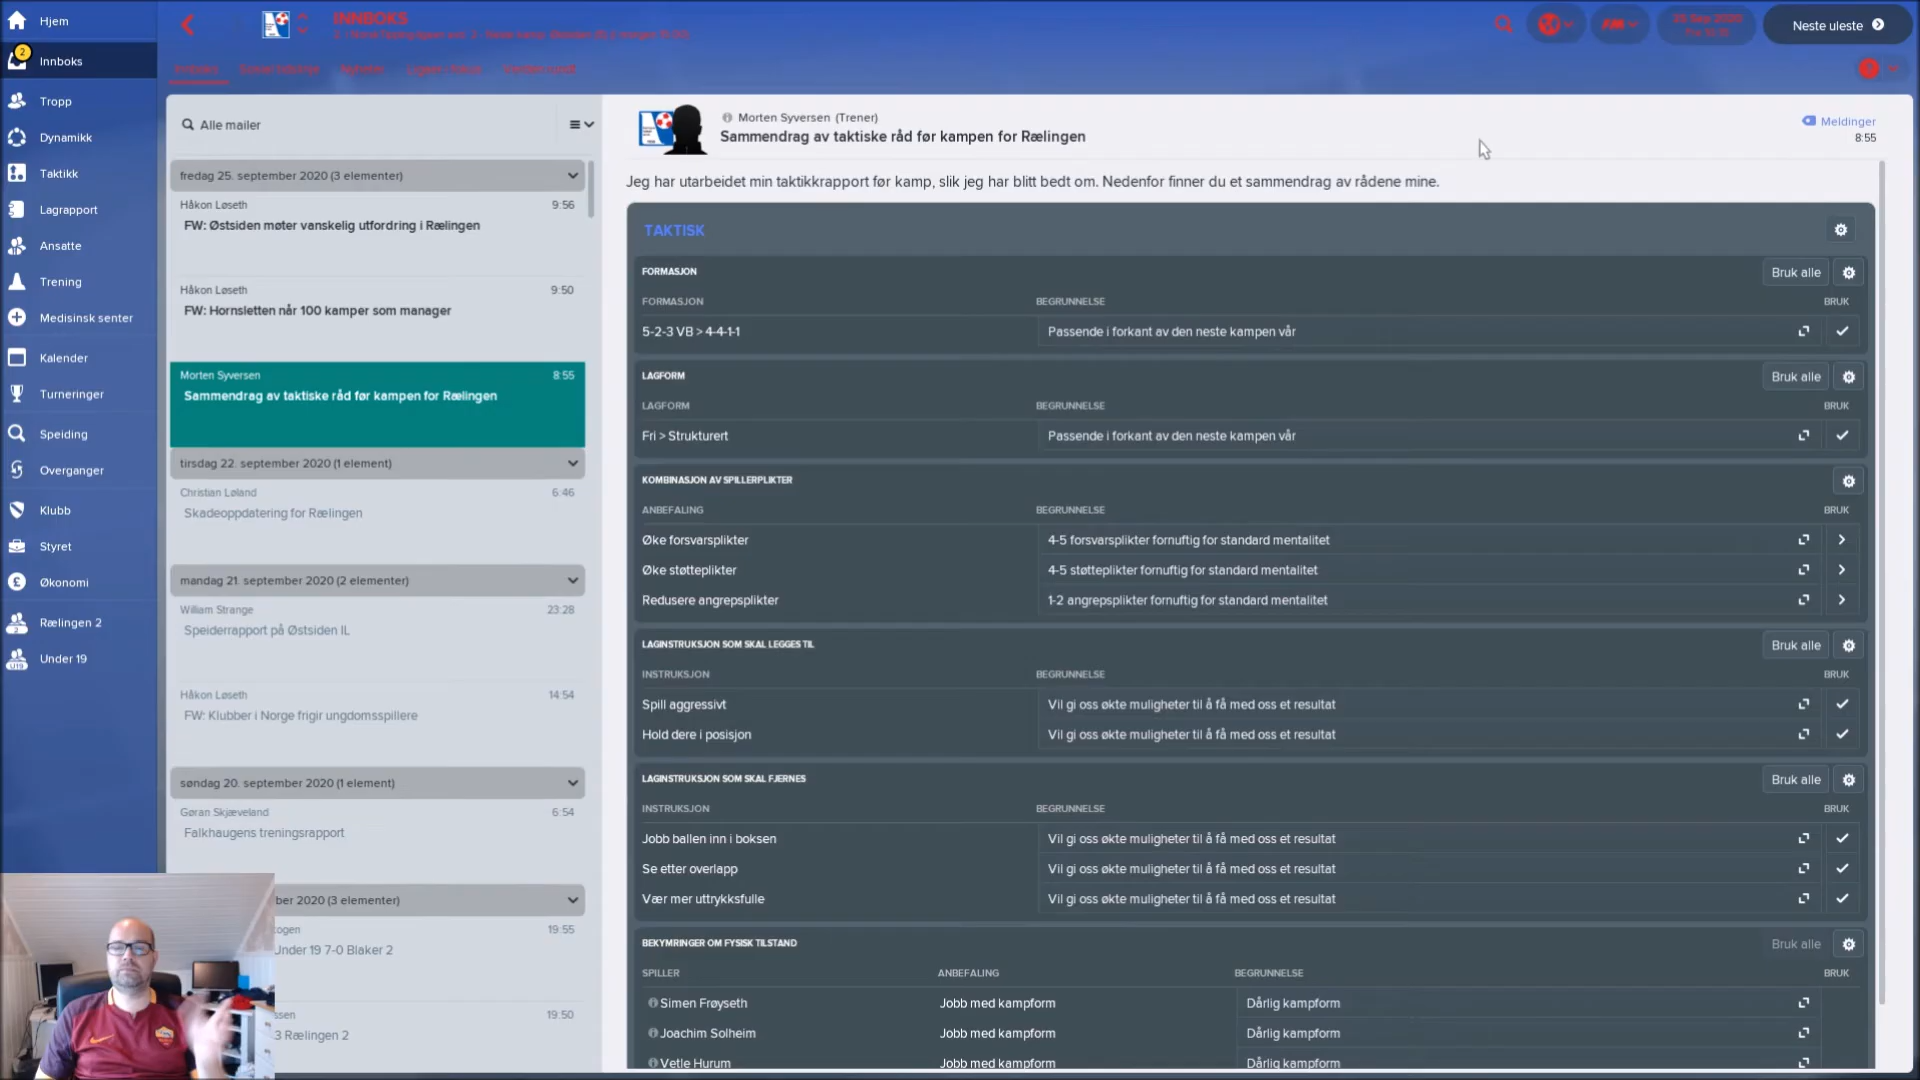 Hjem
Innboks
2
Tropp
Dynamikk
Taktikk
Lagrapport
Ansatte
Trening
Medisinsk senter
Kalender
Turneringer
Speiding
Overganger
Klubb
Styret
Økonomi
Rælingen 2
Under 19
INNBOKS
Innboks
Neste uleste
Alle mailer
fredag 25. september 2020 (3 elementer)
Håkon Løseth 9:56
FW: Østsiden møter vanskelig utfordring i Rælingen
Håkon Løseth 9:50
FW: Hornsletten når 100 kamper som manager
Morten Syversen 8:55
Sammendrag av taktiske råd før kampen for Rælingen
tirsdag 22. september 2020 (1 element)
Christian Løland 6:46
Skadeoppdatering for Rælingen
mandag 21. september 2020 (2 elementer)
William Strange 23:28
Speiderrapport på Østsiden IL
Håkon Løseth 14:54
FW: Klubber i Norge frigir ungdomsspillere
søndag 20. september 2020 (1 element)
Gøran Skjæveland 6:54
Falkhaugens treningsrapport
ber 2020 (3 elementer)
ogen 19:55
Under 19 7-0 Blaker 2
ssen 19:50
3 Rælingen 2
Morten Syversen (Trener)
Sammendrag av taktiske råd før kampen for Rælingen
Meldinger
8:55
Jeg har utarbeidet min taktikkrapport før kamp, slik jeg har blitt bedt om. Nedenfor finner du et sammendrag av rådene mine.
TAKTISK
FORMASJON Bruk alle
FORMASJON BEGRUNNELSE BRUK
5-2-3 VB > 4-4-1-1 Passende i forkant av den neste kampen vår
LAGFORM Bruk alle
LAGFORM BEGRUNNELSE BRUK
Fri > Strukturert Passende i forkant av den neste kampen vår
KOMBINASJON AV SPILLERPLIKTER
ANBEFALING BEGRUNNELSE BRUK
Øke forsvarsplikter 4-5 forsvarsplikter fornuftig for standard mentalitet
Øke støtteplikter 4-5 støtteplikter fornuftig for standard mentalitet
Redusere angrepsplikter 1-2 angrepsplikter fornuftig for standard mentalitet
LAGINSTRUKSJON SOM SKAL LEGGES TIL Bruk alle
INSTRUKSJON BEGRUNNELSE BRUK
Spill aggressivt Vil gi oss økte muligheter til å få med oss et resultat
Hold dere i posisjon Vil gi oss økte muligheter til å få med oss et resultat
LAGINSTRUKSJON SOM SKAL FJERNES Bruk alle
INSTRUKSJON BEGRUNNELSE BRUK
Jobb ballen inn i boksen Vil gi oss økte muligheter til å få med oss et resultat
Se etter overlapp Vil gi oss økte muligheter til å få med oss et resultat
Vær mer uttrykksfulle Vil gi oss økte muligheter til å få med oss et resultat
BEKYMRINGER OM FYSISK TILSTAND Bruk alle
SPILLER ANBEFALING BEGRUNNELSE BRUK
Simen Frøyseth Jobb med kampform Dårlig kampform
Joachim Solheim Jobb med kampform Dårlig kampform
Vetle Hurum Jobb med kampform Dårlig kampform